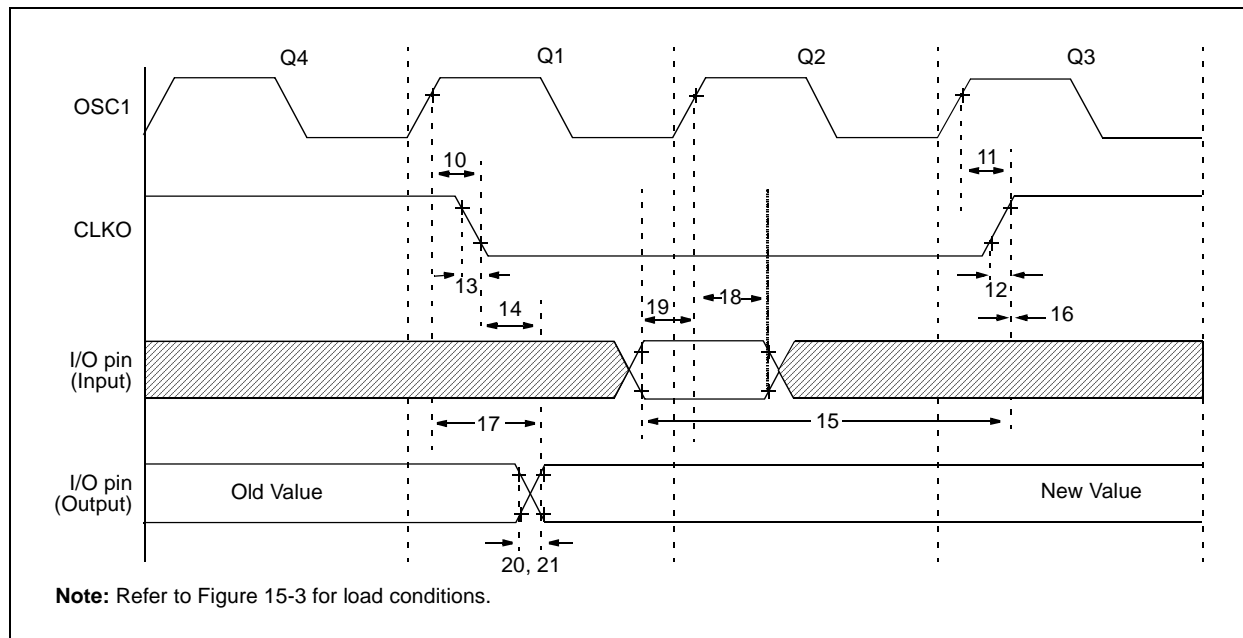 Q4 Q1 Q2 Q3
OSC1
10 11
CLKO
13 12
14 19 18 16
I/O pin
(Input)
17 15
I/O pin
(Output)
Old Value New Value
20, 21
Note: Refer to Figure 15-3 for load conditions.